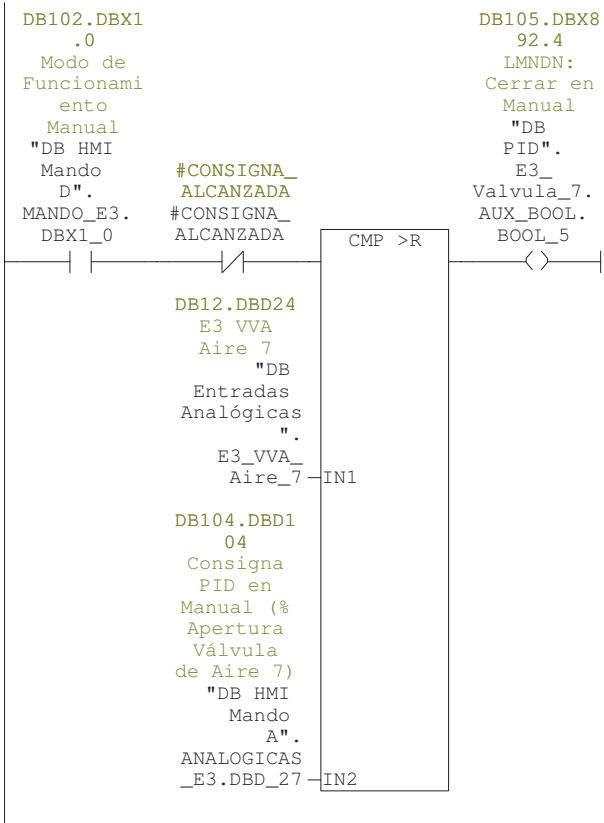 DB102.DBX1
.0
Modo de
Funcionami
ento
Manual
"DB HMI
Mando
D".
MANDO_E3.
DBX1_0
#CONSIGNA_
ALCANZADA
#CONSIGNA_
ALCANZADA
CMP >R
DB105.DBX8
92.4
LMNDN:
Cerrar en
Manual
"DB
PID".
E3_
Valvula_7.
AUX_BOOL.
BOOL_5
DB12.DBD24
E3 VVA
Aire 7
"DB
Entradas
Analógicas
".
E3_VVA_
Aire_7
IN1
DB104.DBD1
04
Consigna
PID en
Manual (%
Apertura
Válvula
de Aire 7)
"DB HMI
Mando
A".
ANALOGICAS
_E3.DBD_27
IN2